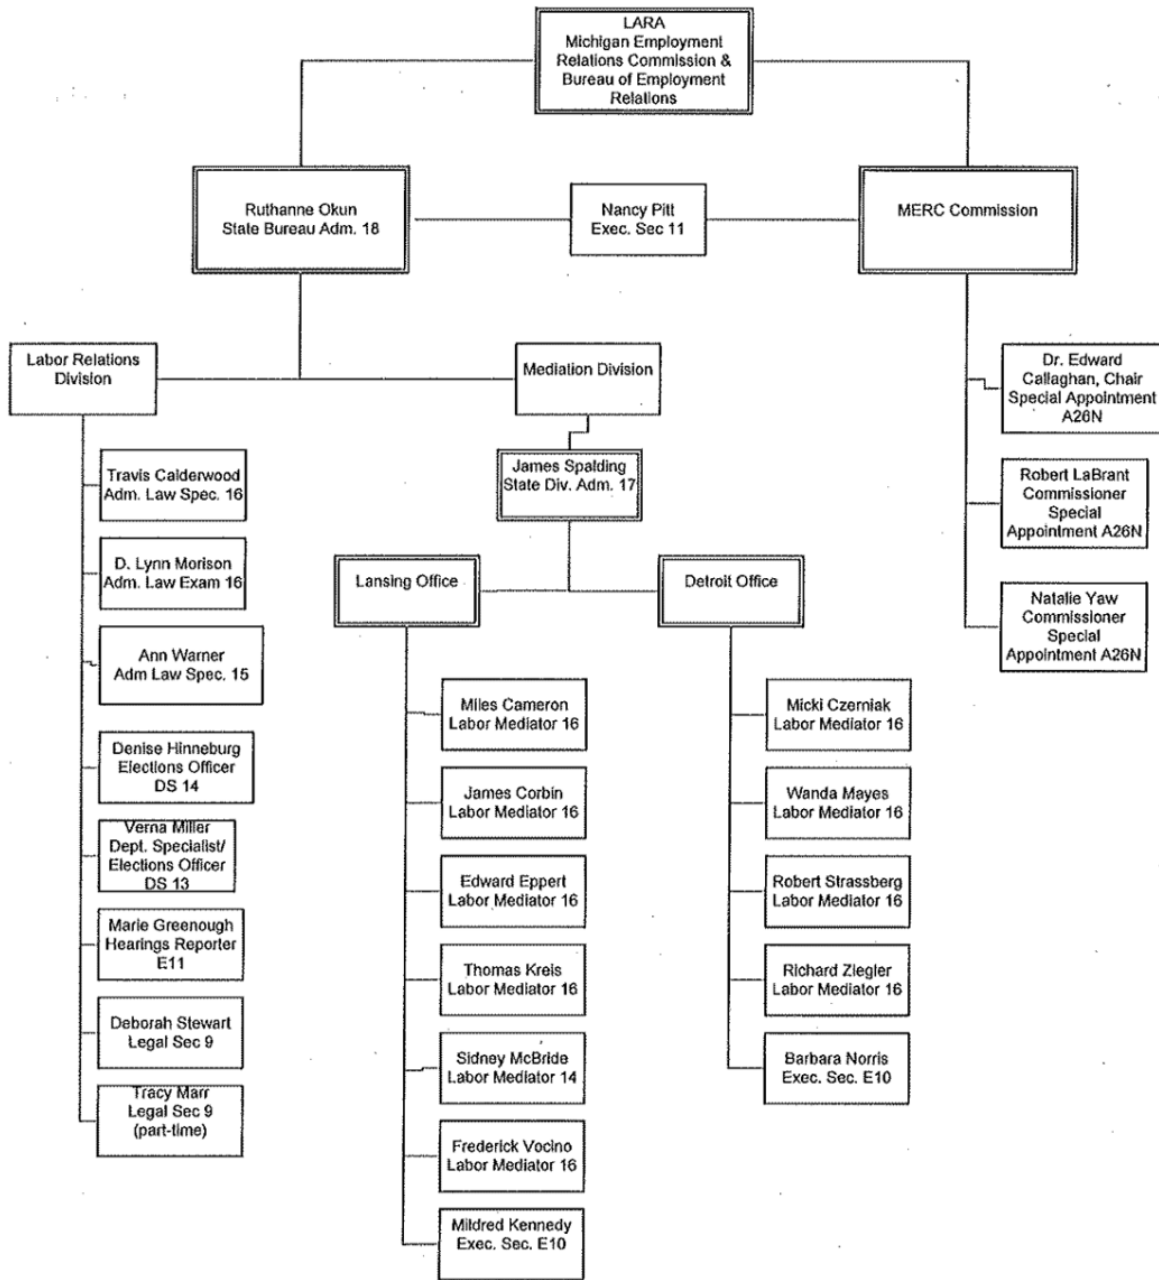 LARA
Michigan Employment
Relations Commission &
Bureau of Employment
Relations
Ruthanne Okun
State Bureau Adm. 18
Nancy Pitt
Exec. Sec 11
MERC Commission
Labor Relations
Division
Mediation Division
Dr. Edward
Callaghan, Chair
Special Appointment
A26N
James Spalding
State Div. Adm. 17
Travis Calderwood
Adm. Law Spec. 16
Robert LaBrant
Commissioner
Special
Appointment A26N
D. Lynn Morison
Adm. Law Exam 16
Lansing Office
Detroit Office
Natalie Yaw
Commissioner
Special
Appointment A26N
Ann Warner
Adm Law Spec. 15
Denise Hinneburg
Elections Officer
DS 14
Verna Miller
Dept. Specialist/
Elections Officer
DS 13
Marie Greenough
Hearings Reporter
E11
Deborah Stewart
Legal Sec 9
Tracy Marr
Legal Sec 9
(part-time)
Miles Cameron
Labor Mediator 16
James Corbin
Labor Mediator 16
Edward Eppert
Labor Mediator 16
Thomas Kreis
Labor Mediator 16
Sidney McBride
Labor Mediator 14
Frederick Vocino
Labor Mediator 16
Mildred Kennedy
Exec. Sec. E10
Micki Czerniak
Labor Mediator 16
Wanda Mayes
Labor Mediator 16
Robert Strassberg
Labor Mediator 16
Richard Ziegler
Labor Mediator 16
Barbara Norris
Exec. Sec. E10